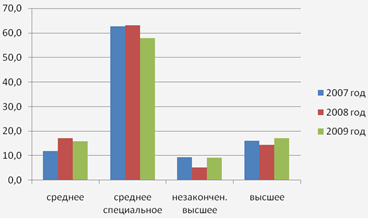 70,0
60,0
50,0
40,0
30,0
20,0
10,0
0,0
среднее
среднее
специальное
незакончен.
высшее
высшее
2007 год
2008 год
2009 год